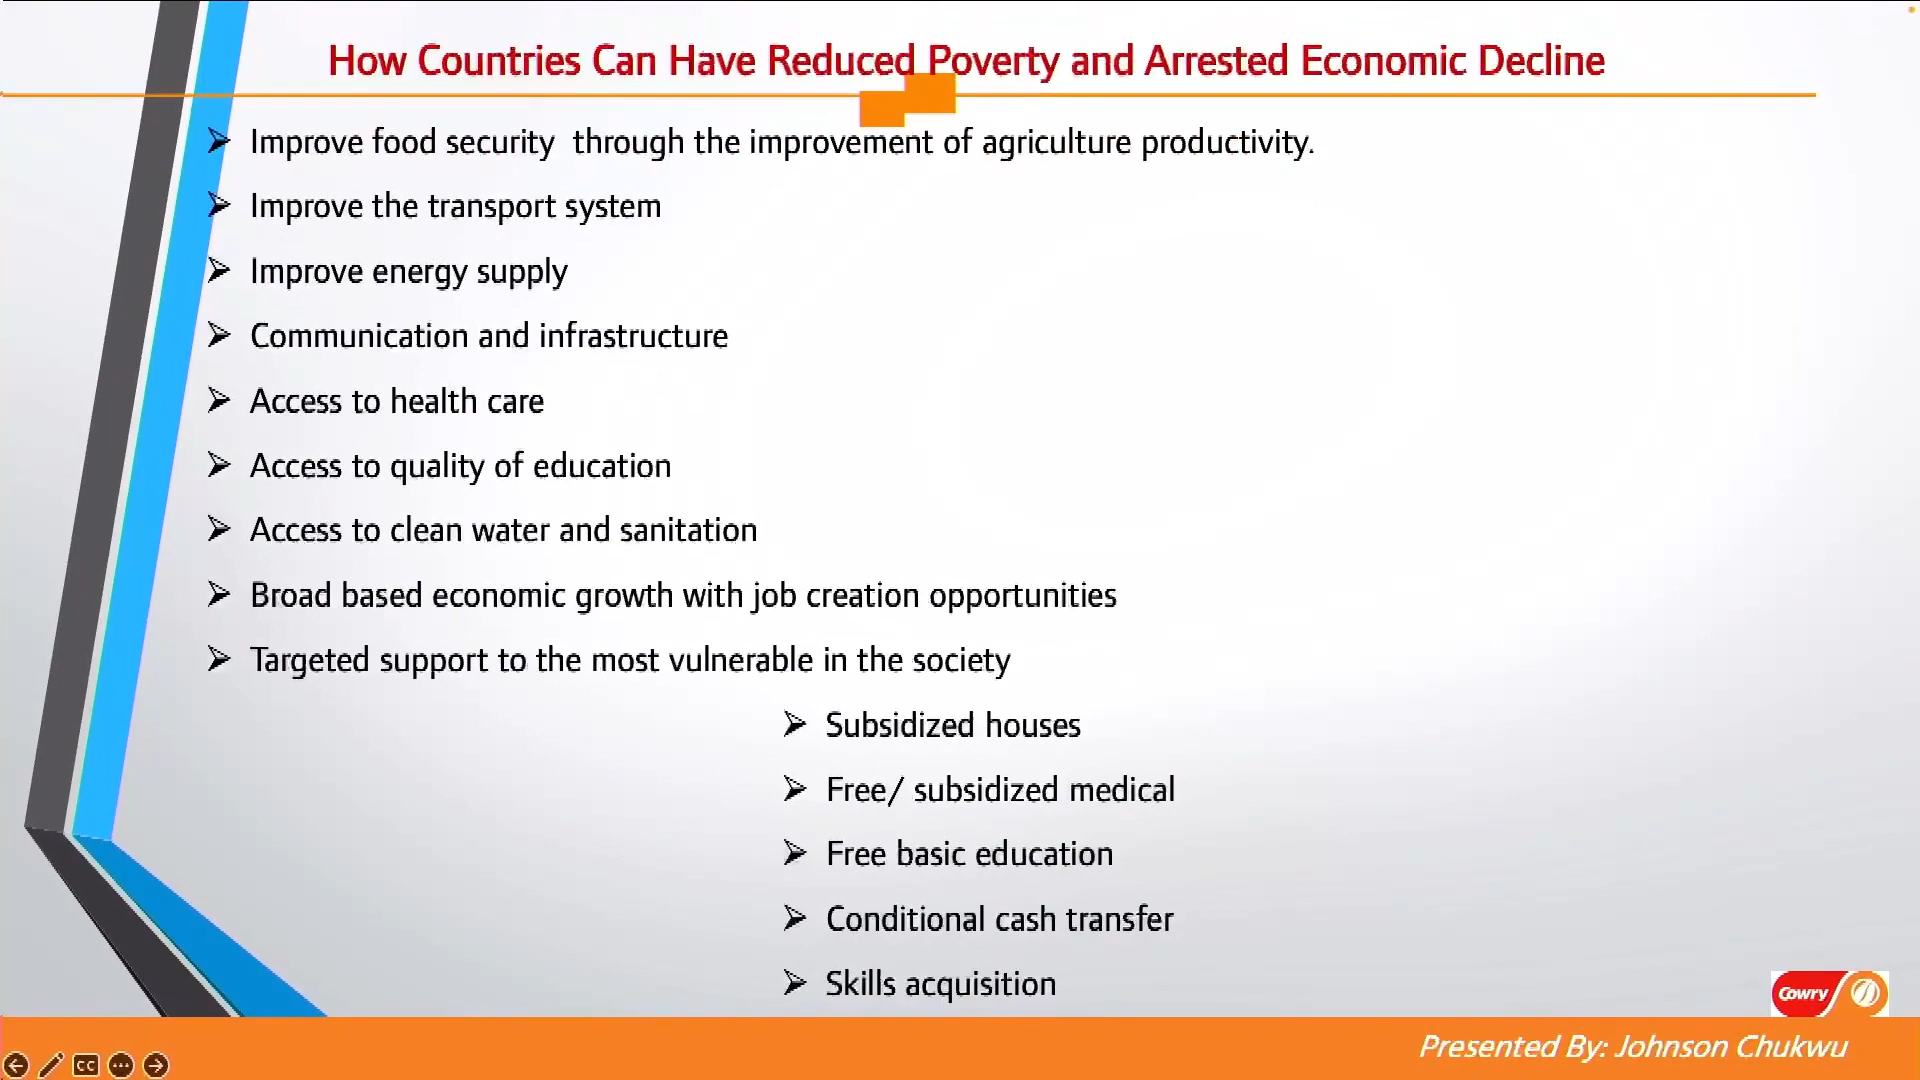 How Countries Can Have Reduced Poverty and Arrested Economic Decline
Improve food security through the improvement of agriculture productivity.
Improve the transport system
Improve energy supply
Communication and infrastructure
Access to health care
Access to quality of education
Access to clean water and sanitation
Broad based economic growth with job creation opportunities
Targeted support to the most vulnerable in the society
Subsidized houses
Free/ subsidized medical
Free basic education
Conditional cash transfer
Skills acquisition
Cowry
Presented By: Johnson Chukwu
CC